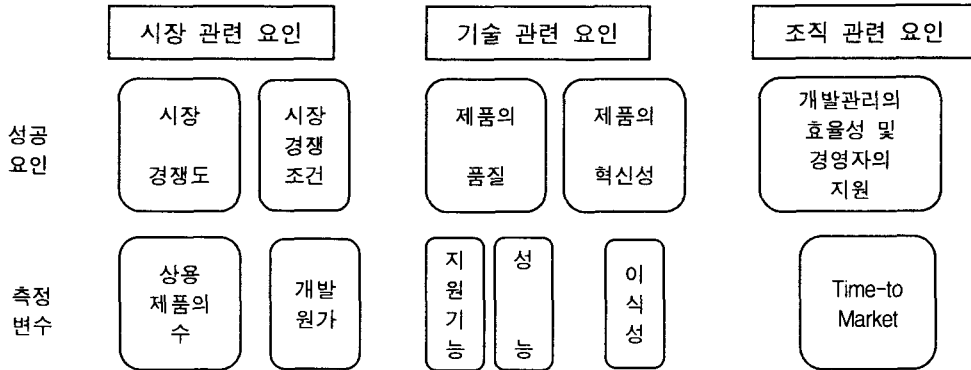 시장 관련 요인
기술 관련 요인
조직 관련 요인
성공
요인
시장
경쟁도
시장
경쟁
조건
제품의
품질
제품의
혁신성
개발관리의
효율성 및
경영자의
지원
측정
변수
상용
제품의
수
개발
원가
지
원
기
능
성
능
이
식
성
Time-to
Market